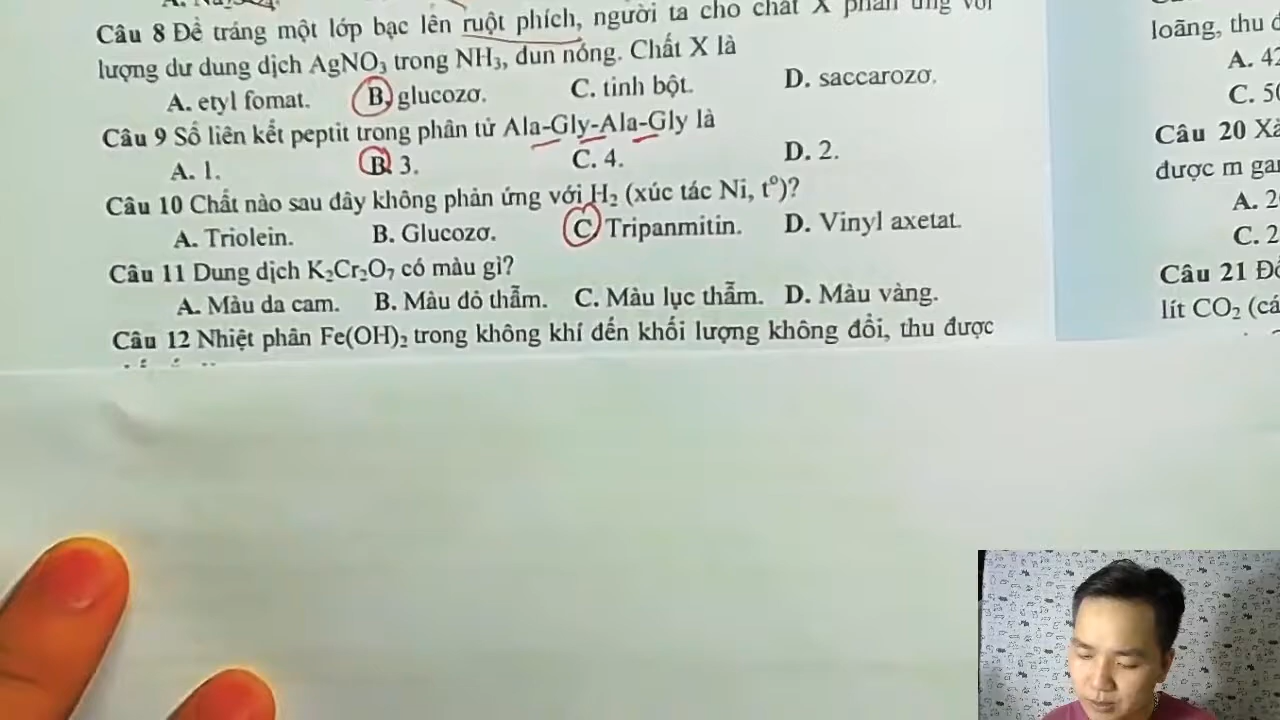 A. Na₂SO₄.
Câu 8 Để tráng một lớp bạc lên ruột phích, người ta cho chất X phản ứng với
lượng dư dung dịch AgNO₃ trong NH₃, đun nóng. Chất X là
A. etyl fomat. B. glucozơ. C. tinh bột. D. saccarozơ.
Câu 9 Số liên kết peptit trong phân tử Ala-Gly-Ala-Gly là
A. 1. B. 3. C. 4. D. 2.
Câu 10 Chất nào sau đây không phản ứng với H₂ (xúc tác Ni, t°)?
A. Triolein. B. Glucozơ. C. Tripanmitin. D. Vinyl axetat.
Câu 11 Dung dịch K₂Cr₂O₇ có màu gì?
A. Màu da cam. B. Màu đỏ thẫm. C. Màu lục thẫm. D. Màu vàng.
Câu 12 Nhiệt phân Fe(OH)₂ trong không khí đến khối lượng không đổi, thu được
loãng, thu
A. 42
C. 50
Câu 20
được m gam
A. 2
C. 2
Câu 21
lít CO₂